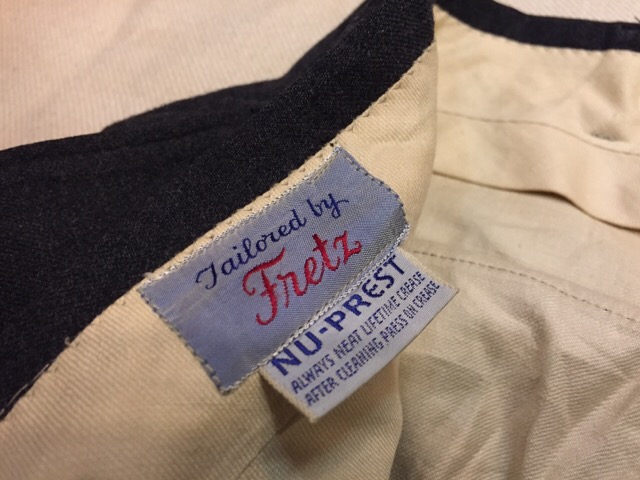 Tailored by
Fretz
NU-PREST
ALWAYS NEAT LIFETIME CREASE
AFTER CLEANING PRESS ON CREASE